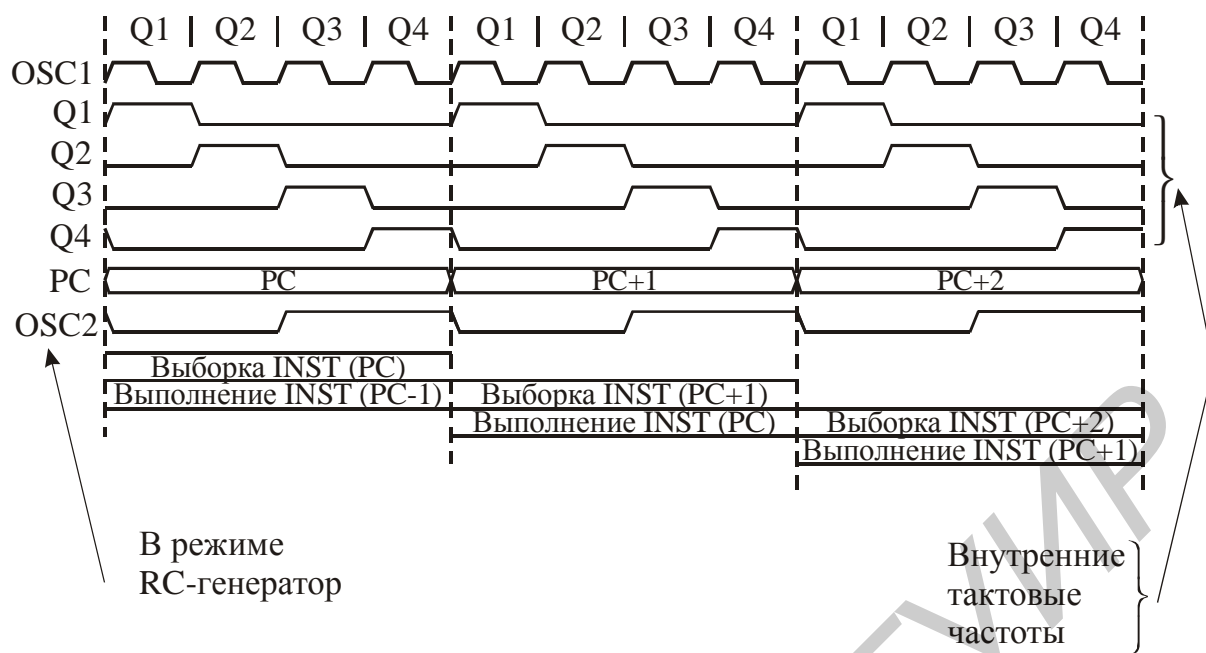 Q1 | Q2 | Q3 | Q4 | Q1 | Q2 | Q3 | Q4 | Q1 | Q2 | Q3 | Q4
OSC1
Q1
Q2
Q3
Q4
PC PC PC+1 PC+2
OSC2
Выборка INST (PC)
Выполнение INST (PC-1) Выборка INST (PC+1)
Выполнение INST (PC) Выборка INST (PC+2)
Выполнение INST (PC+1)
В режиме
RC-генератор
Внутренние
тактовые
частоты
ГУИР